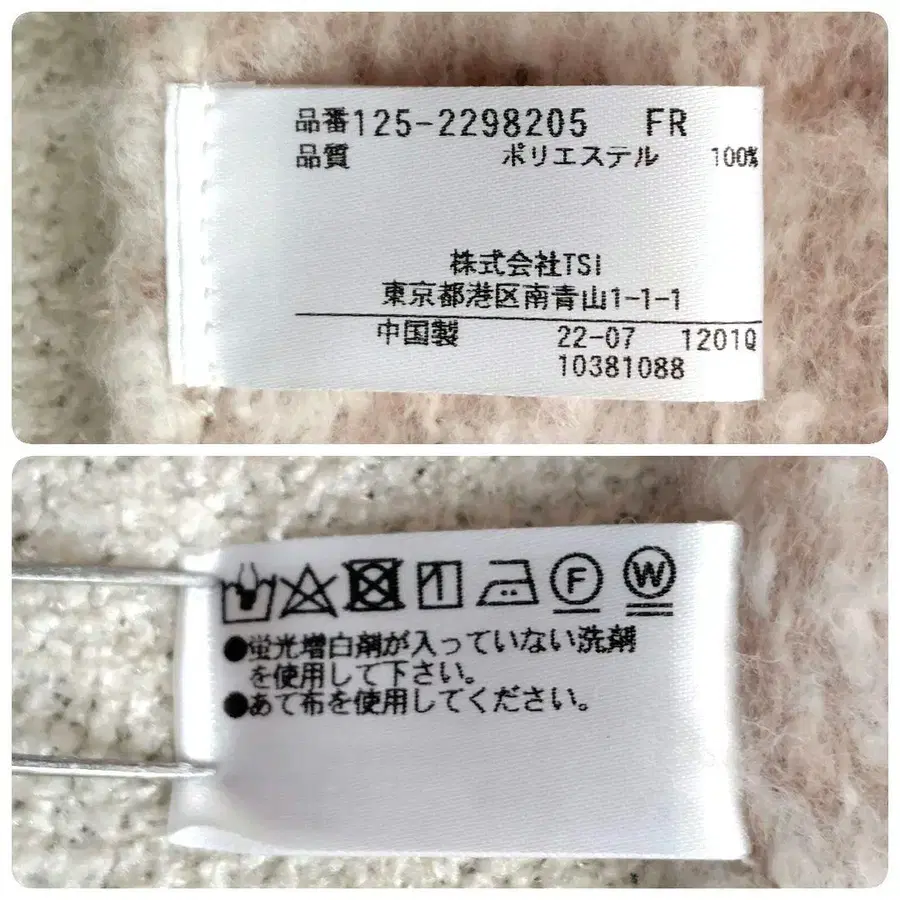 品番125-2298205 FR
品質 ポリエステル 100%
株式会社TSI
東京都港区南青山1-1-1
中国製 22-07 1201Q
10381088
F W
●蛍光増白剤が入っていない洗剤
を使用して下さい。
●あて布を使用してください。